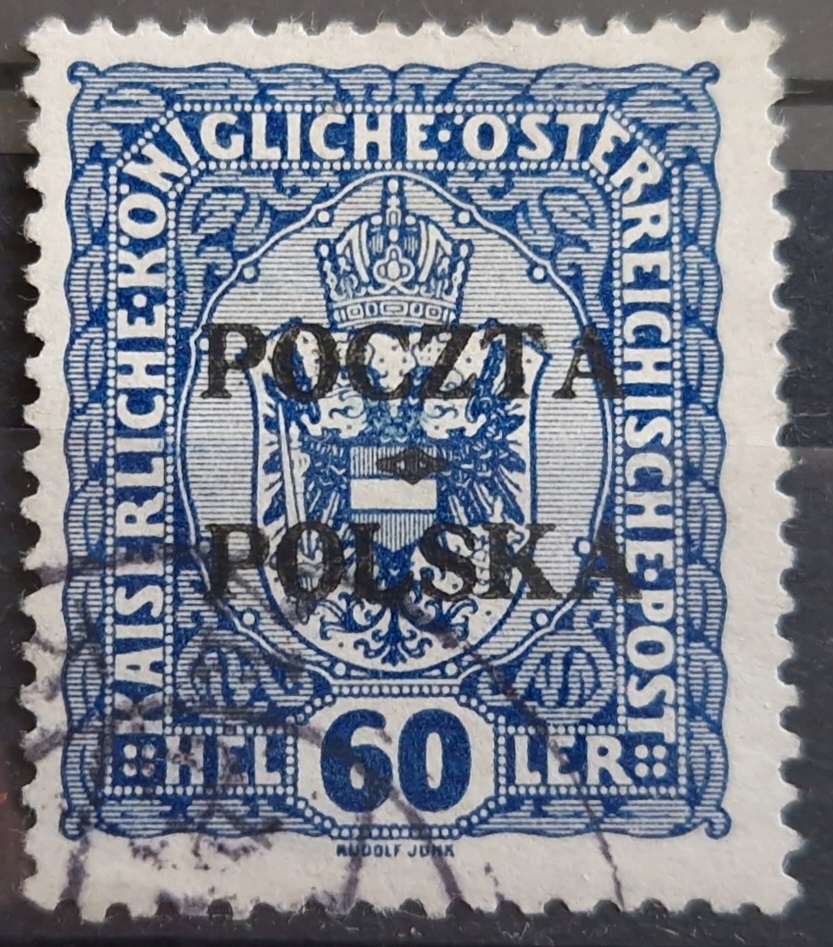 KAISERLICHE·KÖNIGLICHE·ÖSTERREICHISCHE·POST
POCZTA
POLSKA
HEL 60 LER
RUDOLF JUNK